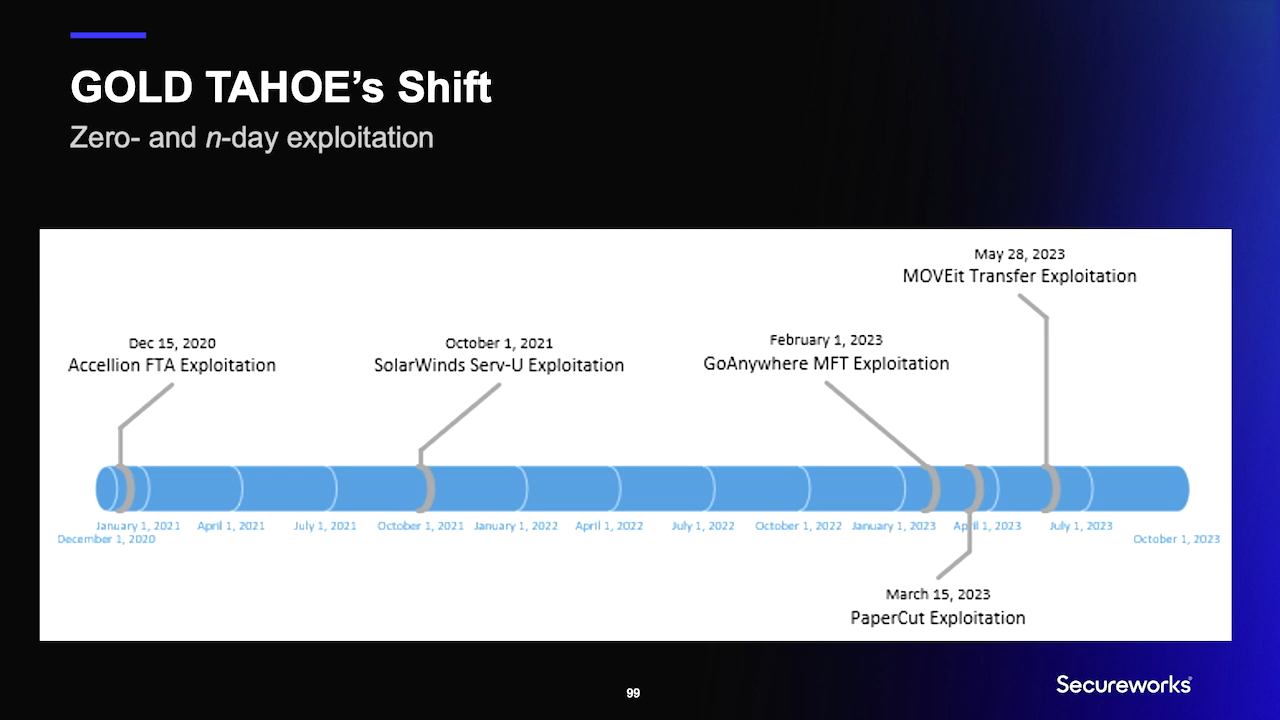 GOLD TAHOE’s Shift
Zero- and n-day exploitation
May 28, 2023
MOVEit Transfer Exploitation
Dec 15, 2020
Accellion FTA Exploitation
October 1, 2021
SolarWinds Serv-U Exploitation
February 1, 2023
GoAnywhere MFT Exploitation
January 1, 2021
April 1, 2021
July 1, 2021
October 1, 2021
January 1, 2022
April 1, 2022
July 1, 2022
October 1, 2022
January 1, 2023
April 1, 2023
July 1, 2023
December 1, 2020
October 1, 2023
March 15, 2023
PaperCut Exploitation
99
Secureworks